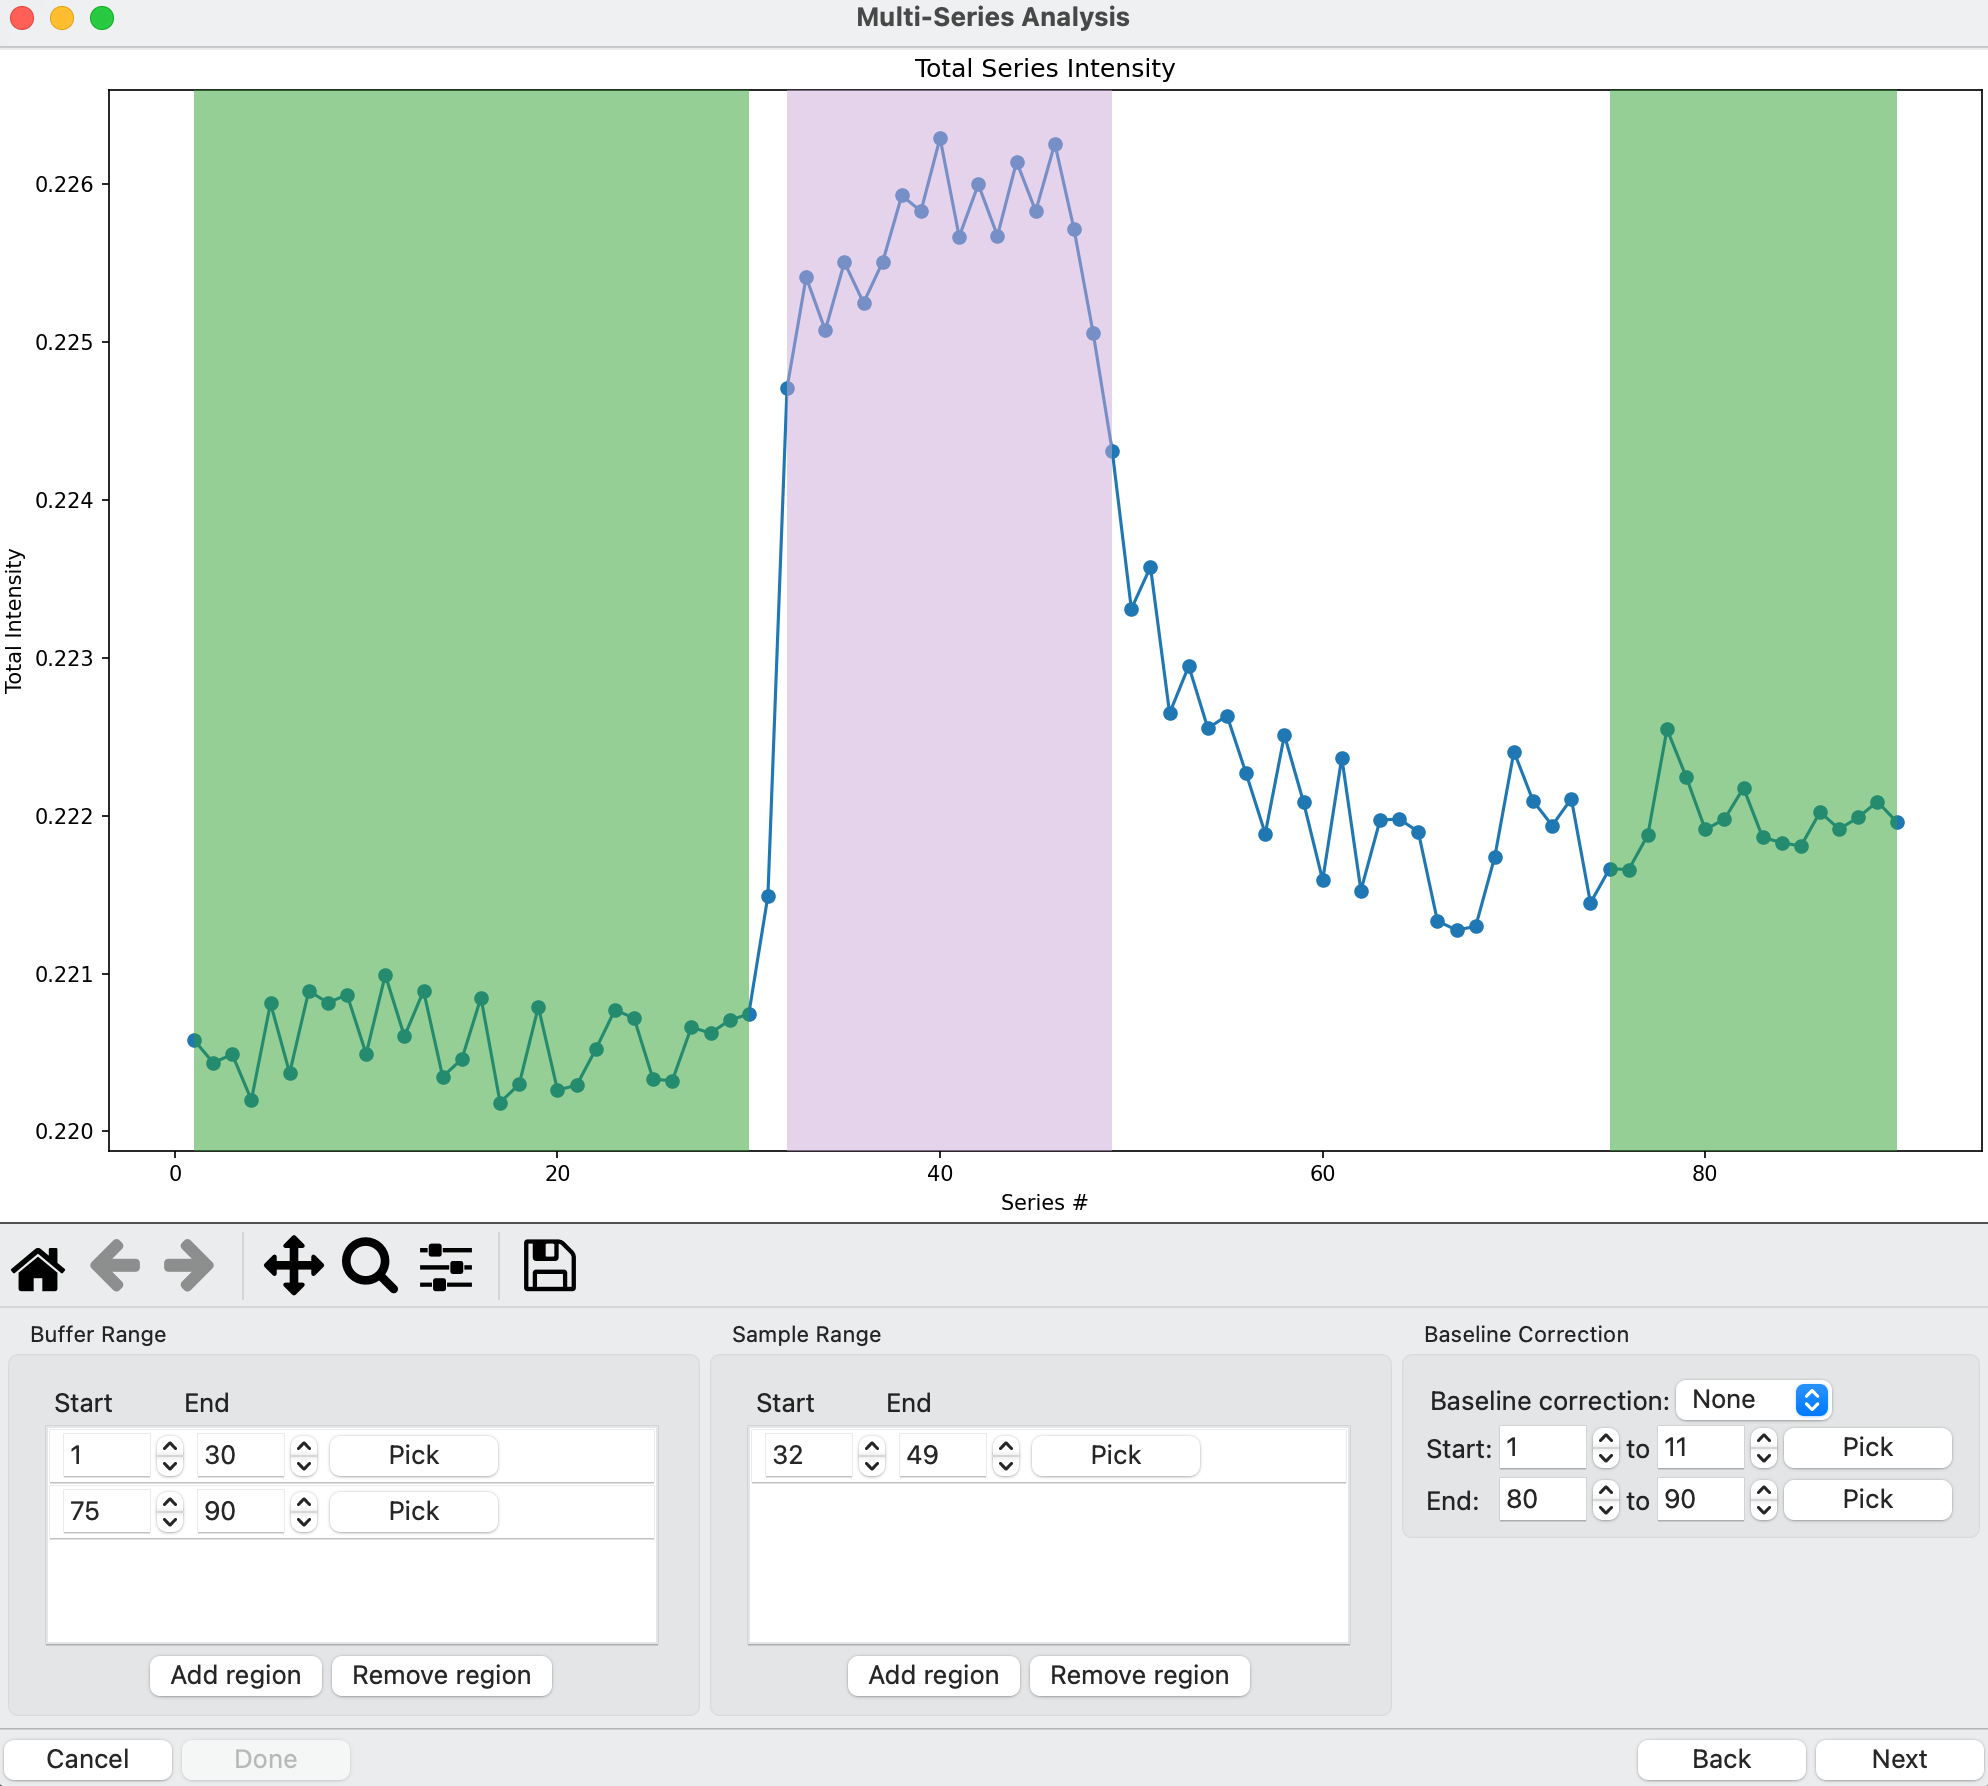 Multi-Series Analysis
Total Series Intensity
0.226
0.225
0.224
0.223
0.222
0.221
0.220
Total Intensity
0 20 40 60 80
Series #
Buffer Range
Start End
1 30 Pick
75 90 Pick
Add region Remove region
Sample Range
Start End
32 49 Pick
Add region Remove region
Baseline Correction
Baseline correction: None
Start: 1 to 11 Pick
End: 80 to 90 Pick
Cancel Done Back Next